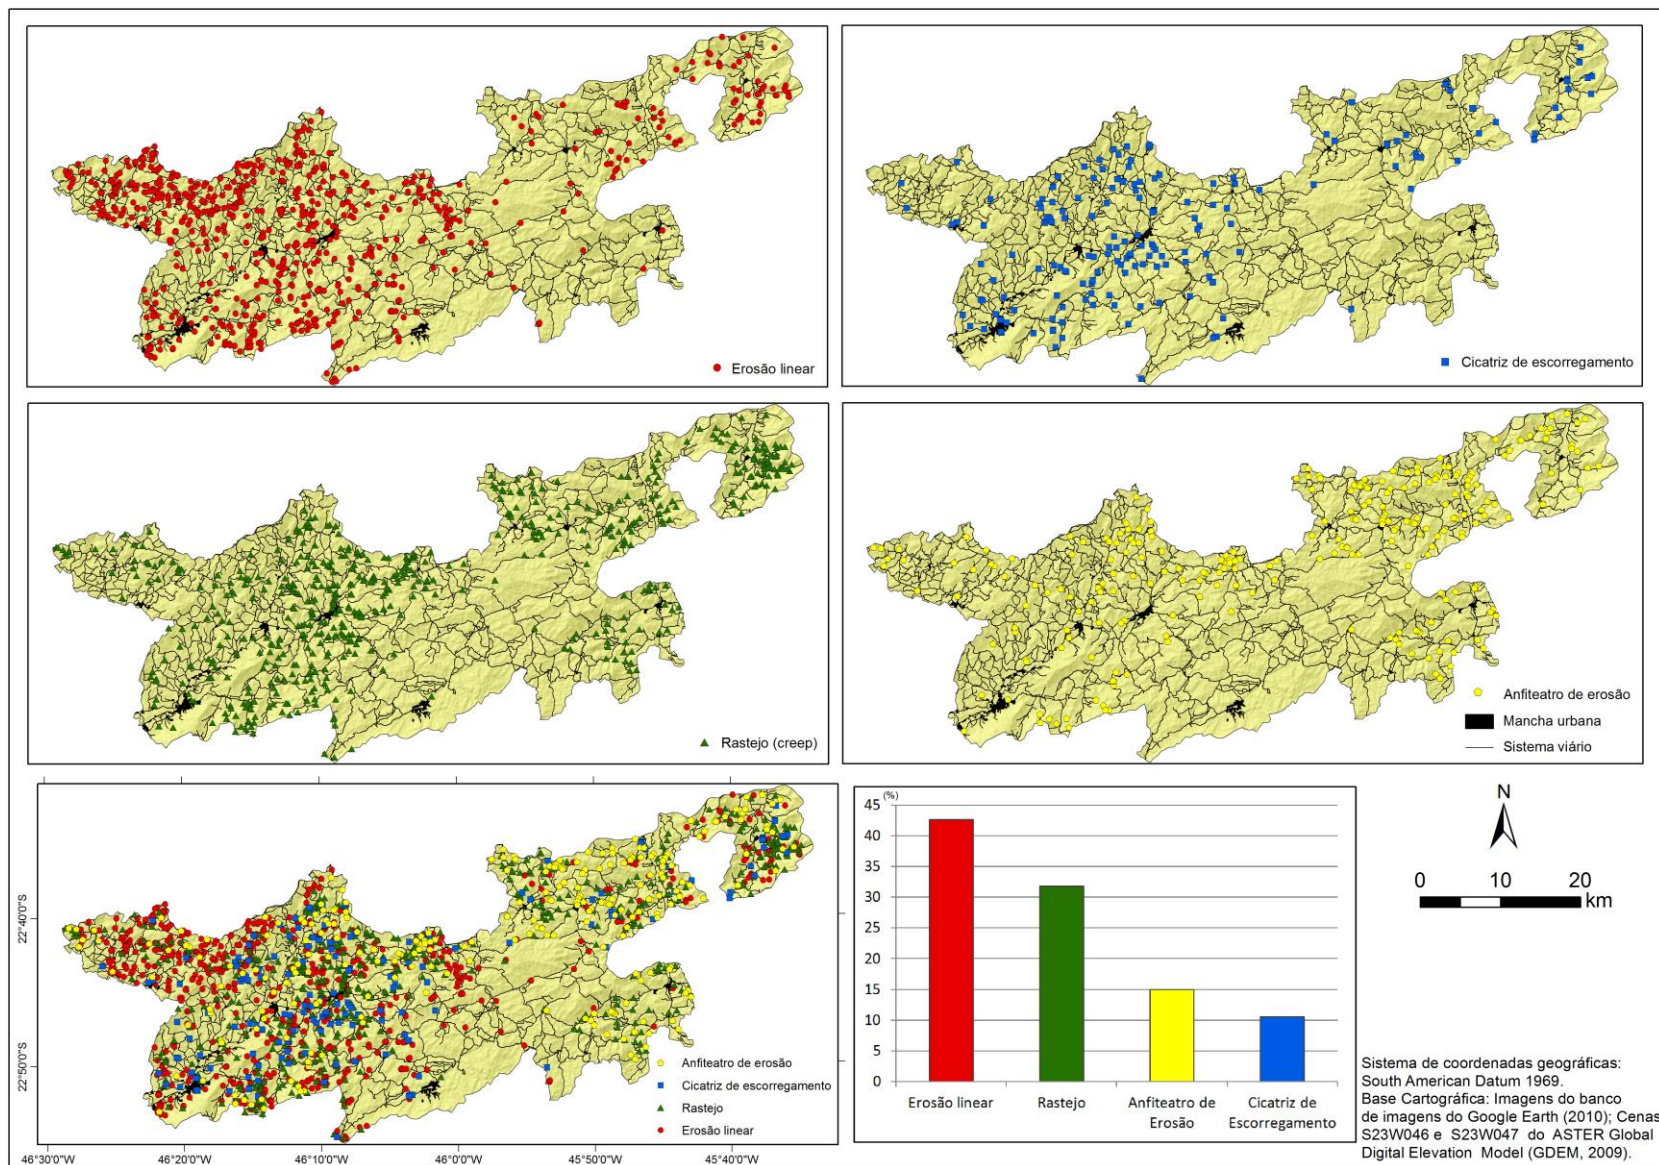 Erosão linear
Cicatriz de escorregamento
Rastejo (creep)
Anfiteatro de erosão
Mancha urbana
Sistema viário
22°40'0"S
22°50'0"S
Anfiteatro de erosão
Cicatriz de escorregamento
Rastejo
Erosão linear
46°30'0"W
46°20'0"W
46°10'0"W
46°0'0"W
45°50'0"W
45°40'0"W
(%)
45
40
35
30
25
20
15
10
5
0
Erosão linear
Rastejo
Anfiteatro de
Erosão
Cicatriz de
Escorregamento
N
0 10 20
km
Sistema de coordenadas geográficas:
South American Datum 1969.
Base Cartográfica: Imagens do banco
de imagens do Google Earth (2010); Cenas
S23W046 e S23W047 do ASTER Global
Digital Elevation Model (GDEM, 2009).